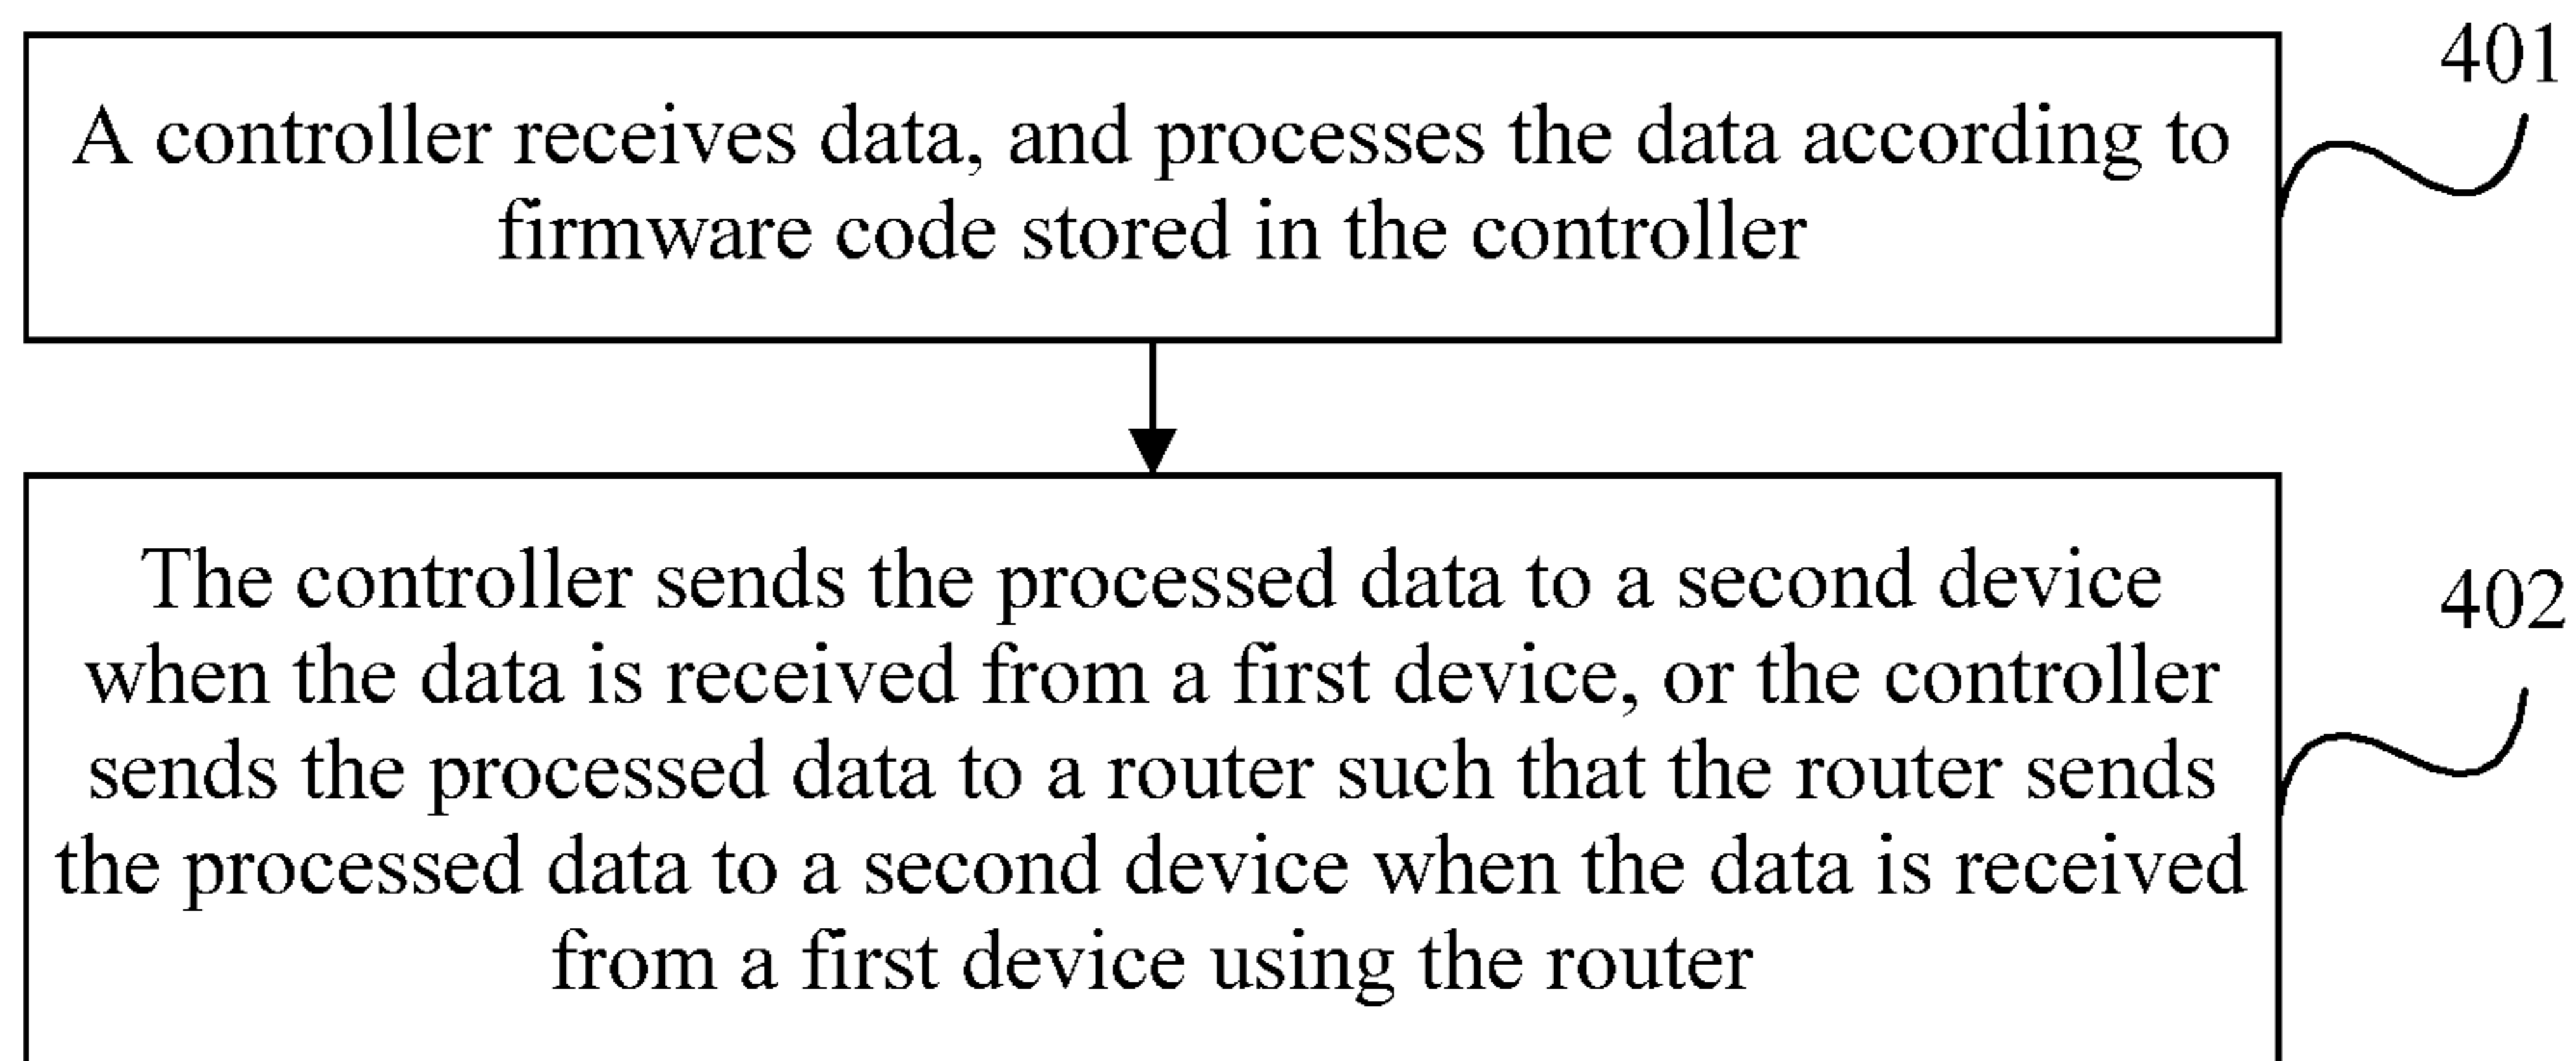 401
A controller receives data, and processes the data according to
firmware code stored in the controller
402
The controller sends the processed data to a second device
when the data is received from a first device, or the controller
sends the processed data to a router such that the router sends
the processed data to a second device when the data is received
from a first device using the router